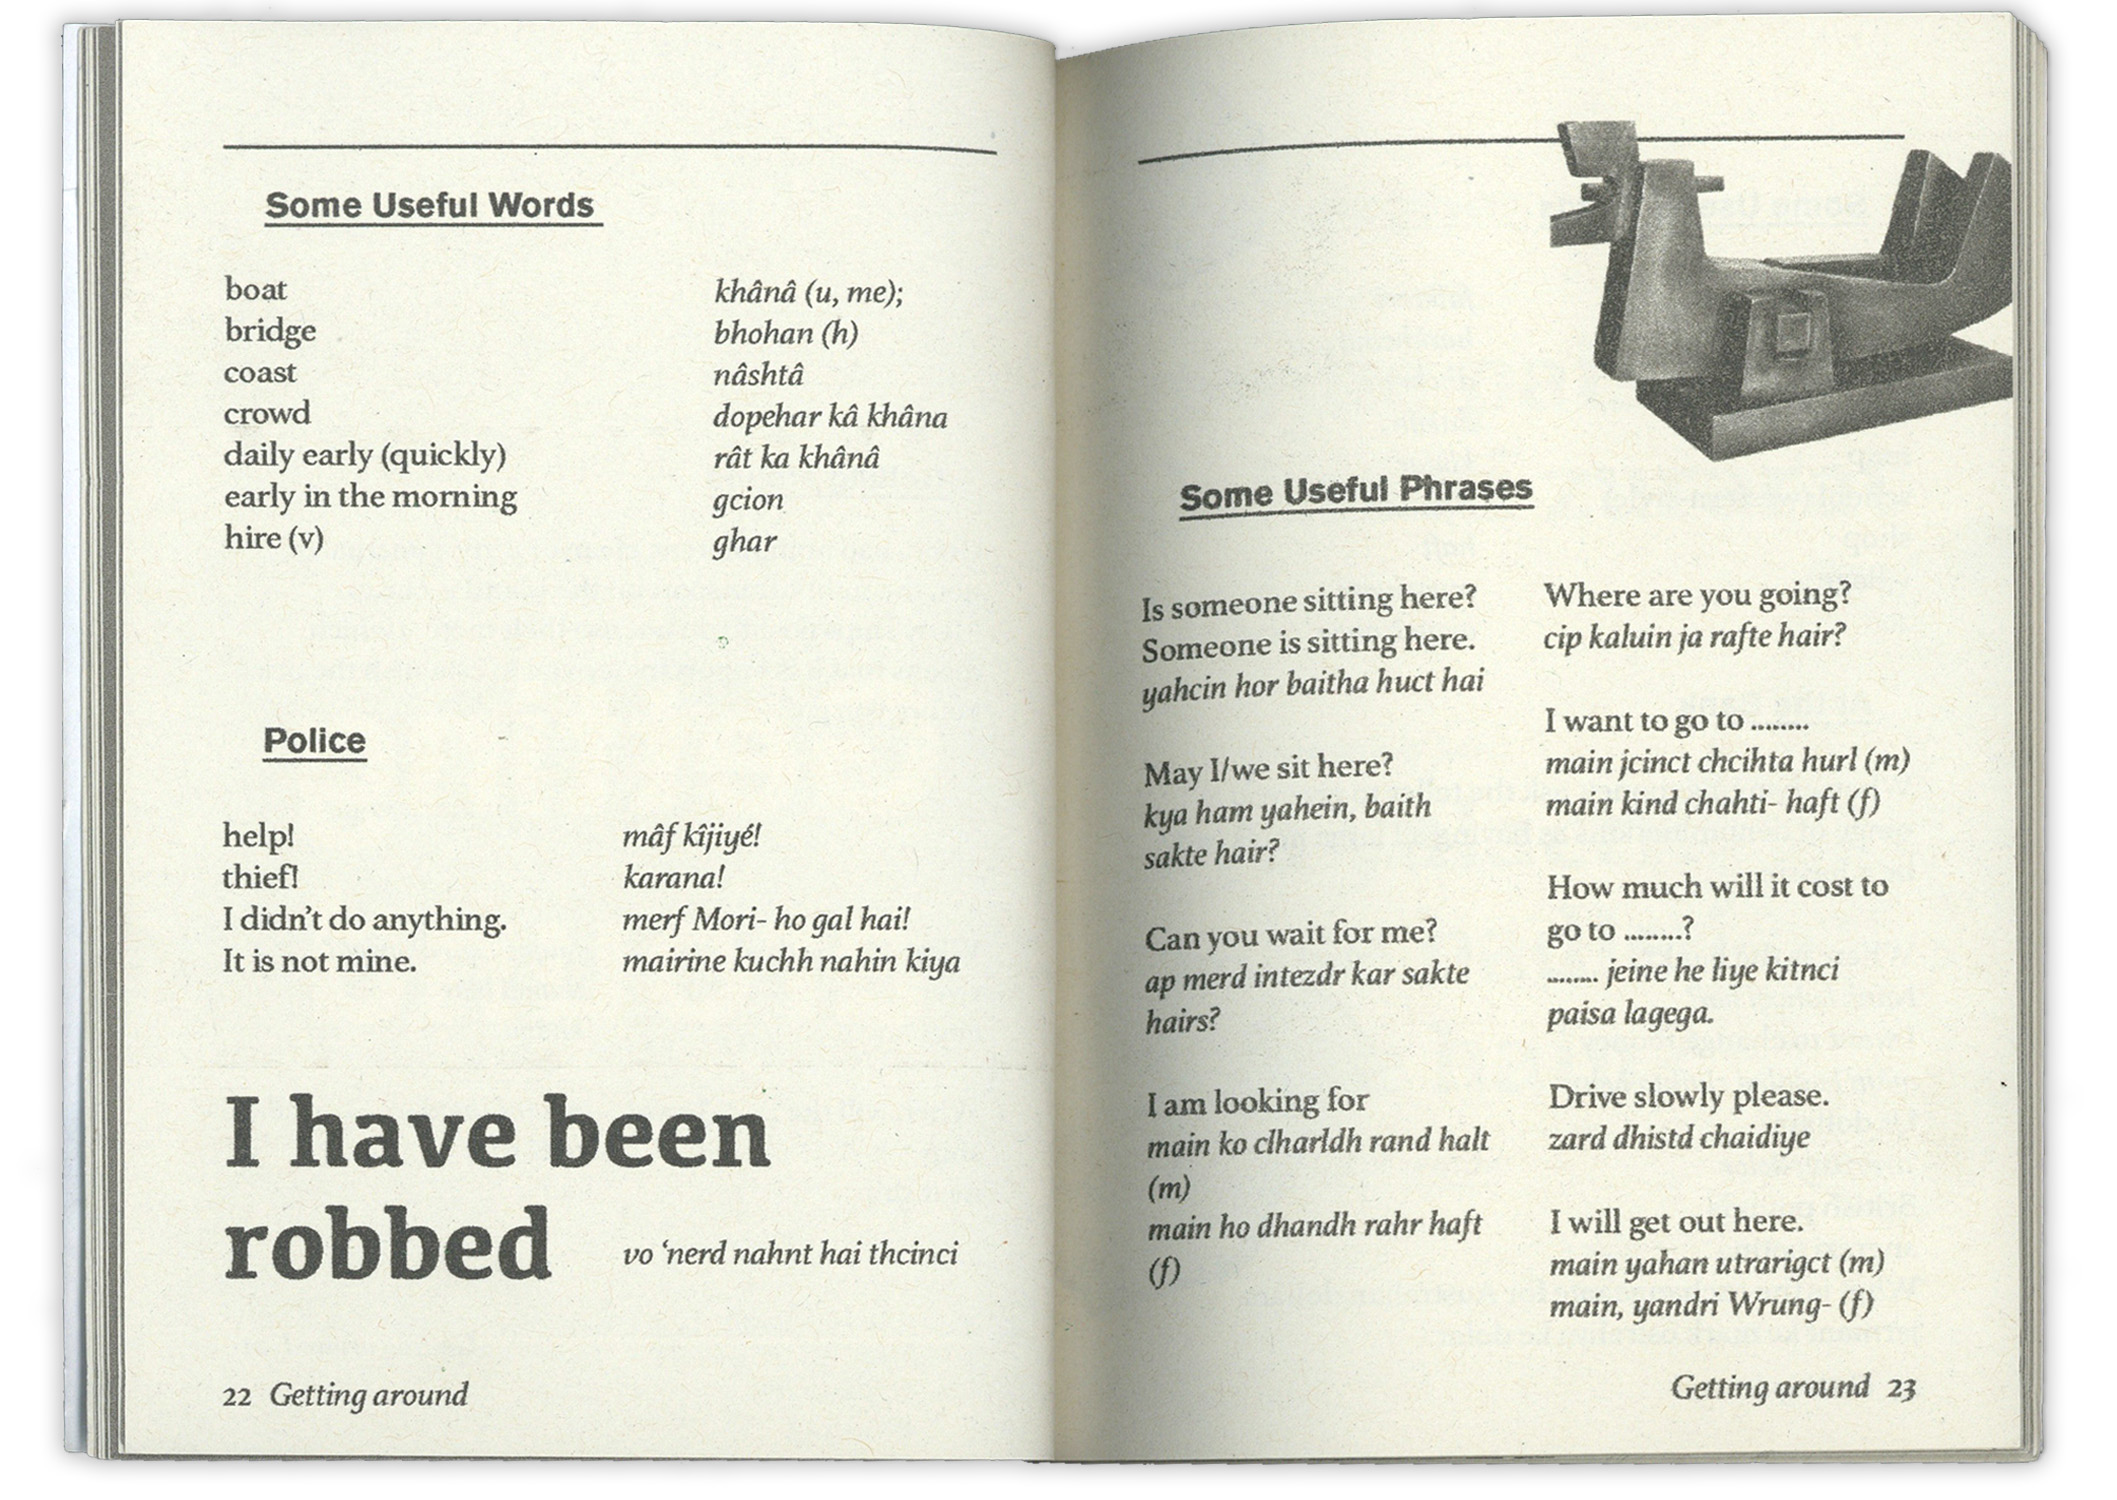 Some Useful Words
boat khânâ (u, me);
bridge bhohan (h)
coast nâshtâ
crowd dopehar kâ khâna
daily early (quickly) rât ka khânâ
early in the morning gcion
hire (v) ghar
Police
help! mâf kîjiyé!
thief! karana!
I didn’t do anything. merf Mori- ho gal hai!
It is not mine. mairine kuchh nahin kiya
I have been
robbed vo ‘nerd nahnt hai thcinci
22 Getting around
Some Useful Phrases
Is someone sitting here?
Someone is sitting here.
yahcin hor baitha huct hai
May I/we sit here?
kya ham yahein, baith
sakte hair?
Can you wait for me?
ap merd intezdr kar sakte
hairs?
I am looking for
main ko clharldh rand halt
(m)
main ho dhandh rahr haft
(f)
Where are you going?
cip kaluin ja rafte hair?
I want to go to ........
main jcinct chcihta hurl (m)
main kind chahti- haft (f)
How much will it cost to
go to ........?
........ jeine he liye kitnci
paisa lagega.
Drive slowly please.
zard dhistd chaidiye
I will get out here.
main yahan utrarigct (m)
main, yandri Wrung- (f)
Getting around 23